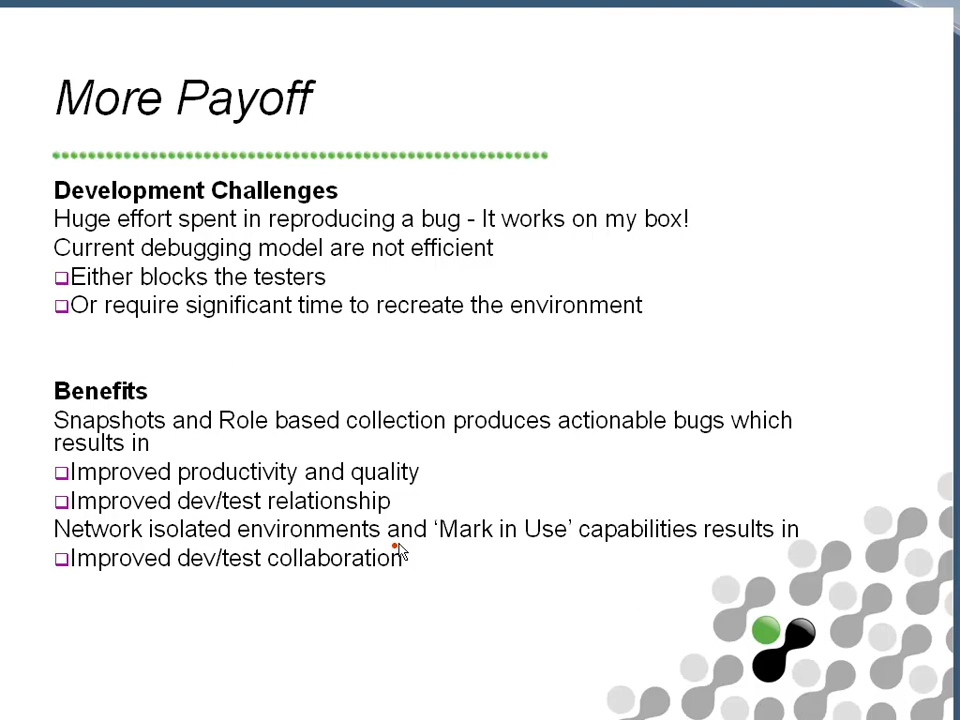 More Payoff
Development Challenges
Huge effort spent in reproducing a bug - It works on my box!
Current debugging model are not efficient
❑Either blocks the testers
❑Or require significant time to recreate the environment
Benefits
Snapshots and Role based collection produces actionable bugs which
results in
❑Improved productivity and quality
❑Improved dev/test relationship
Network isolated environments and ‘Mark in Use’ capabilities results in
❑Improved dev/test collaboration